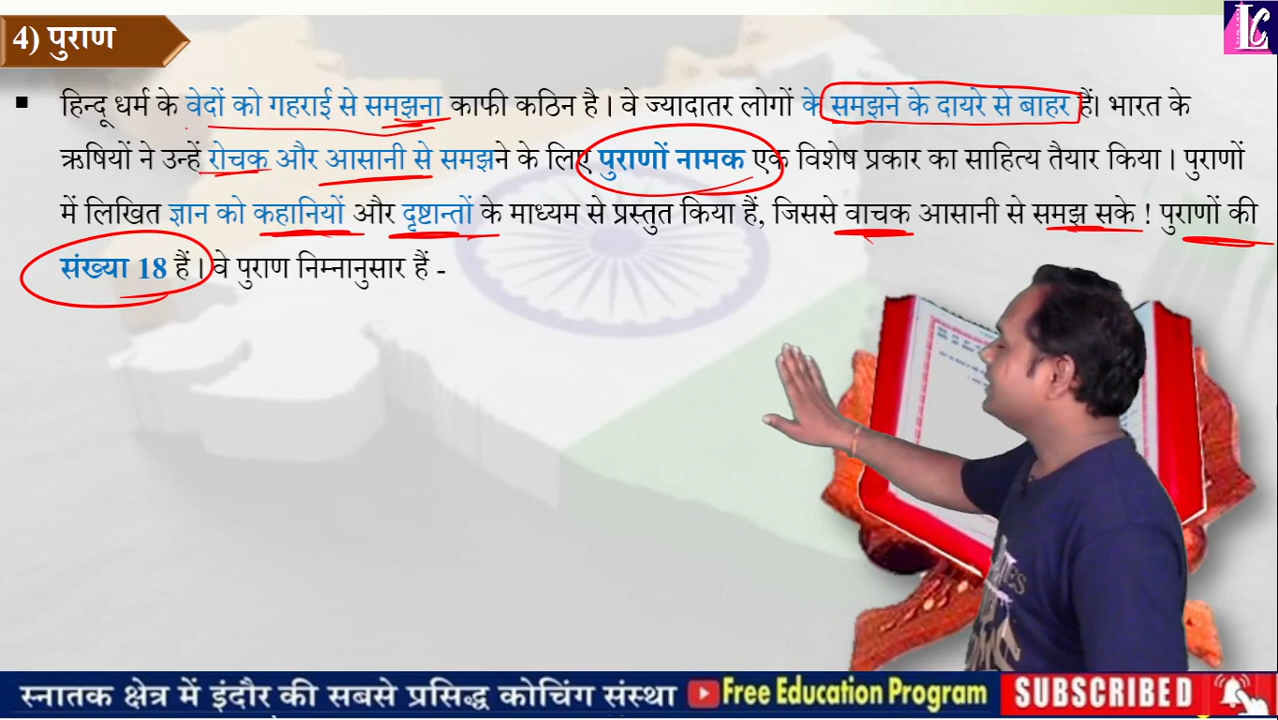 4) पुराण
LC
▪ हिन्दू धर्म के वेदों को गहराई से समझना काफी कठिन है। वे ज्यादातर लोगों के समझने के दायरे से बाहर हैं। भारत के
ऋषियों ने उन्हें रोचक और आसानी से समझने के लिए पुराणों नामक एक विशेष प्रकार का साहित्य तैयार किया। पुराणों
में लिखित ज्ञान को कहानियों और दृष्टान्तों के माध्यम से प्रस्तुत किया हैं, जिससे वाचक आसानी से समझ सके ! पुराणों की
संख्या 18 हैं। वे पुराण निम्नानुसार हैं -
स्नातक क्षेत्र में इंदौर की सबसे प्रसिद्ध कोचिंग संस्था Free Education Program SUBSCRIBED